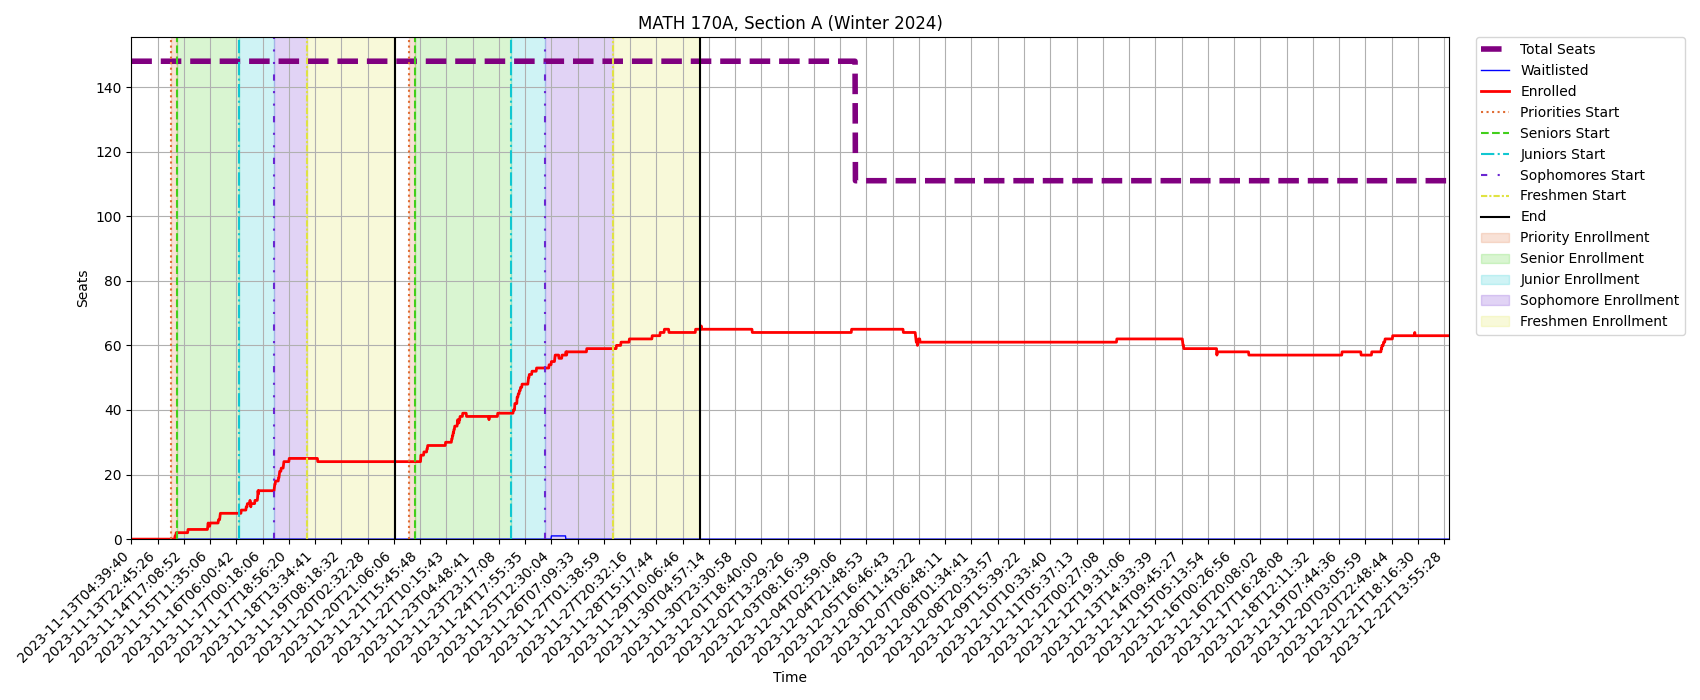 MATH 170A, Section A (Winter 2024)
Seats
140
120
100
80
60
40
20
0
2023-11-13T04:39:40
2023-11-13T22:45:26
2023-11-14T17:08:52
2023-11-15T11:35:06
2023-11-16T06:00:42
2023-11-17T00:18:06
2023-11-17T18:56:20
2023-11-18T13:34:41
2023-11-19T08:18:32
2023-11-20T02:32:28
2023-11-20T21:06:06
2023-11-21T15:45:48
2023-11-22T10:15:43
2023-11-23T04:48:41
2023-11-23T23:17:08
2023-11-24T17:55:35
2023-11-25T12:30:04
2023-11-26T07:09:33
2023-11-27T01:38:59
2023-11-27T20:32:16
2023-11-28T15:17:44
2023-11-29T10:06:46
2023-11-30T04:57:14
2023-11-30T23:30:58
2023-12-01T18:40:00
2023-12-02T13:29:26
2023-12-03T08:16:39
2023-12-04T02:59:06
2023-12-04T21:48:53
2023-12-05T16:46:43
2023-12-06T11:43:22
2023-12-07T06:48:11
2023-12-08T01:34:41
2023-12-08T20:33:57
2023-12-09T15:39:22
2023-12-10T10:33:40
2023-12-11T05:37:13
2023-12-12T00:27:08
2023-12-12T19:31:06
2023-12-13T14:33:39
2023-12-14T09:45:27
2023-12-15T05:13:54
2023-12-16T00:26:56
2023-12-16T20:08:02
2023-12-17T16:28:08
2023-12-18T12:11:32
2023-12-19T07:44:36
2023-12-20T03:05:59
2023-12-20T22:48:44
2023-12-21T18:16:30
2023-12-22T13:55:28
Time
Total Seats
Waitlisted
Enrolled
Priorities Start
Seniors Start
Juniors Start
Sophomores Start
Freshmen Start
End
Priority Enrollment
Senior Enrollment
Junior Enrollment
Sophomore Enrollment
Freshmen Enrollment